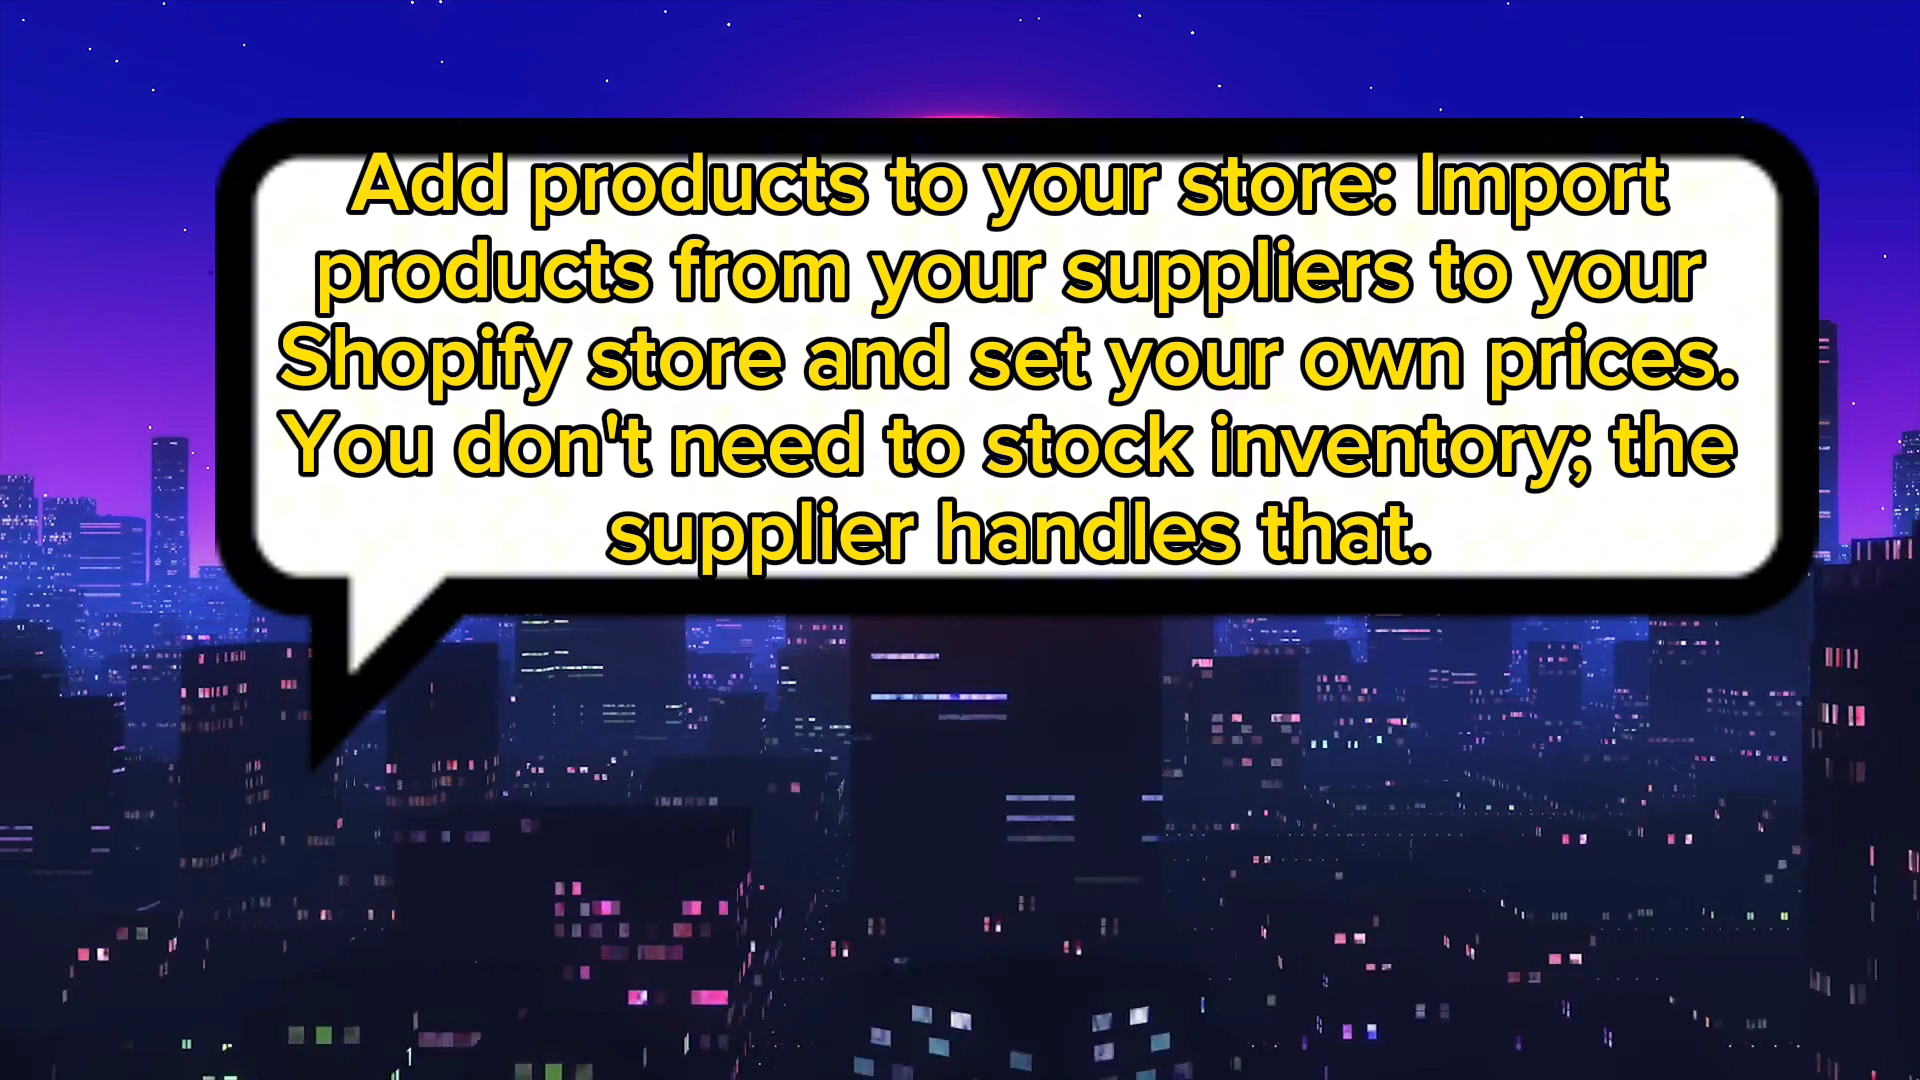 Add products to your store: Import
products from your suppliers to your
Shopify store and set your own prices.
You don't need to stock inventory; the
supplier handles that.